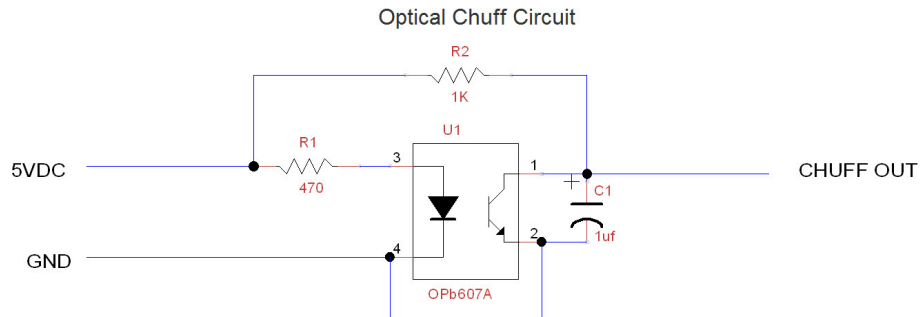 Optical Chuff Circuit
R2
1K
U1
R1
3
1
5VDC
470
C1
CHUFF OUT
+
2
1uf
4
GND
OPb607A